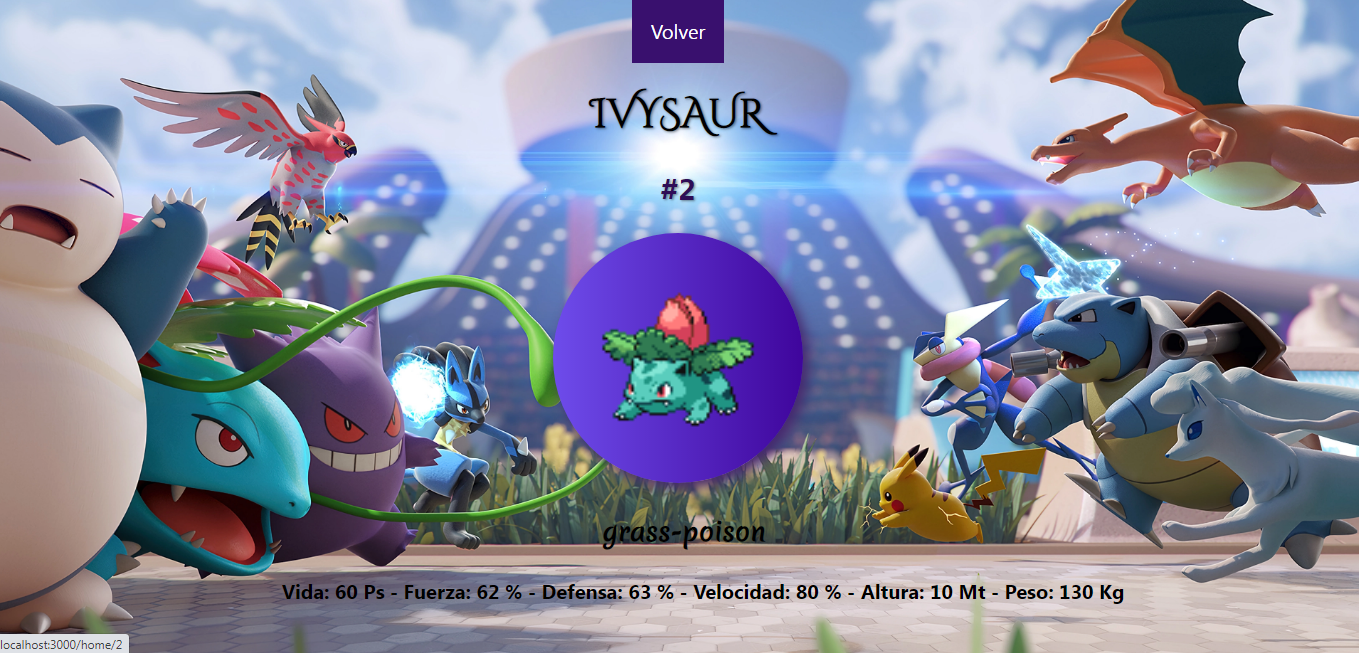 Volver
IVYSAUR
#2
grass-poison
Vida: 60 Ps - Fuerza: 62 % - Defensa: 63 % - Velocidad: 80 % - Altura: 10 Mt - Peso: 130 Kg
localhost:3000/home/2